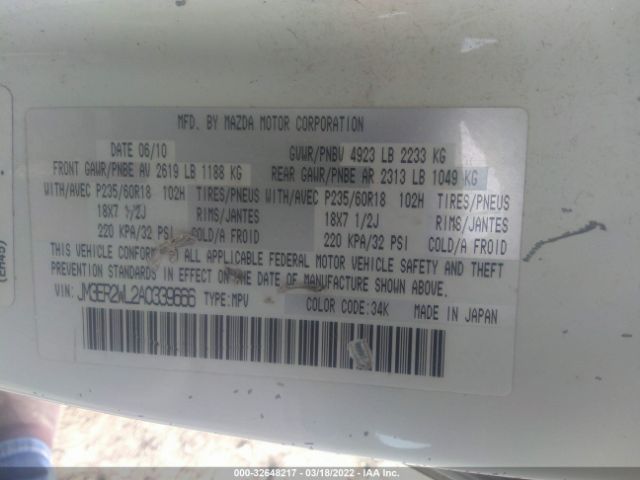 MFD. BY MAZDA MOTOR CORPORATION
DATE 06/10 GVWR/PNBV 4923 LB 2233 KG
FRONT GAWR/PNBE AV 2619 LB 1188 KG REAR GAWR/PNBE AR 2313 LB 1049 KG
WITH/AVEC P235/60R18 102H TIRES/PNEUS WITH/AVEC P235/60R18 102H TIRES/PNEUS
18X7 1/2J RIMS/JANTES 18X7 1/2J RIMS/JANTES
220 KPA/32 PSI COLD/A FROID 220 KPA/32 PSI COLD/A FROID
THIS VEHICLE CONFORMS TO ALL APPLICABLE FEDERAL MOTOR VEHICLE SAFETY AND THEFT
PREVENTION STANDARDS IN EFFECT ON THE DATE OF MANUFACTURE SHOWN ABOVE.
VIN: JM3ER2WL2A0339666 TYPE:MPV COLOR CODE:34K MADE IN JAPAN
(EN45)
000-32648217 - 03/18/2022 - IAA Inc.